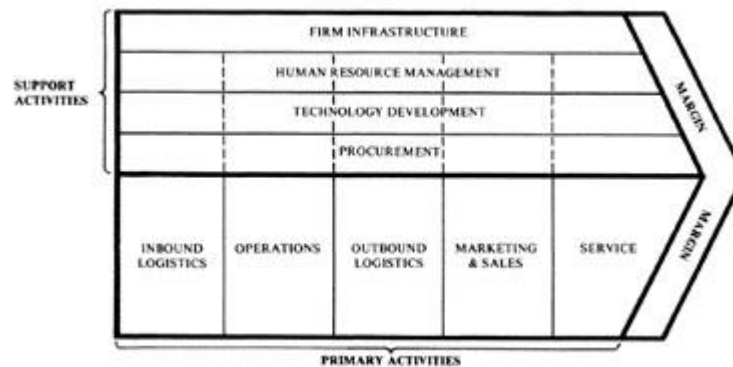 FIRM INFRASTRUCTURE
HUMAN RESOURCE MANAGEMENT
TECHNOLOGY DEVELOPMENT
PROCUREMENT
SUPPORT
ACTIVITIES
MARGIN
MARGIN
INBOUND
LOGISTICS
OPERATIONS
OUTBOUND
LOGISTICS
MARKETING
& SALES
SERVICE
PRIMARY ACTIVITIES